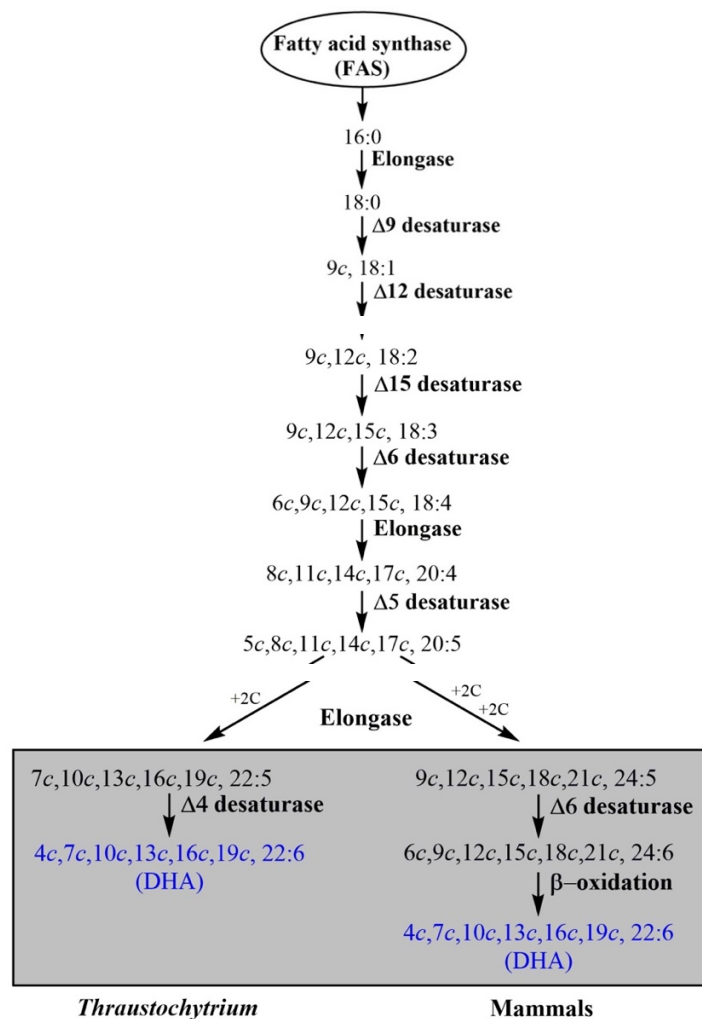 Fatty acid synthase
(FAS)
16:0
Elongase
18:0
Δ9 desaturase
9c, 18:1
Δ12 desaturase
9c,12c, 18:2
Δ15 desaturase
9c,12c,15c, 18:3
Δ6 desaturase
6c,9c,12c,15c, 18:4
Elongase
8c,11c,14c,17c, 20:4
Δ5 desaturase
5c,8c,11c,14c,17c, 20:5
+2C
+2C
+2C
Elongase
7c,10c,13c,16c,19c, 22:5
Δ4 desaturase
4c,7c,10c,13c,16c,19c, 22:6
(DHA)
Thraustochytrium
9c,12c,15c,18c,21c, 24:5
Δ6 desaturase
6c,9c,12c,15c,18c,21c, 24:6
β–oxidation
4c,7c,10c,13c,16c,19c, 22:6
(DHA)
Mammals